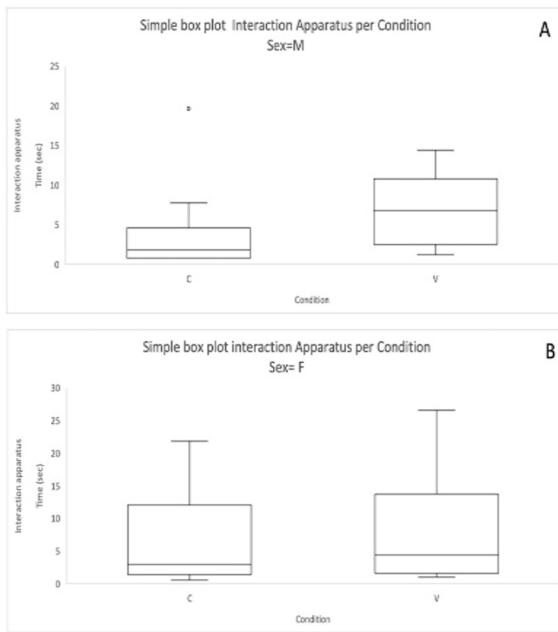 Simple box plot Interaction Apparatus per Condition
Sex=M
A
25
20
15
10
5
0
Interaction apparatus
Time (sec)
C
V
Condition
Simple box plot interaction Apparatus per Condition
Sex= F
B
30
25
20
15
10
5
0
Interaction apparatus
Time (sec)
C
V
Condition